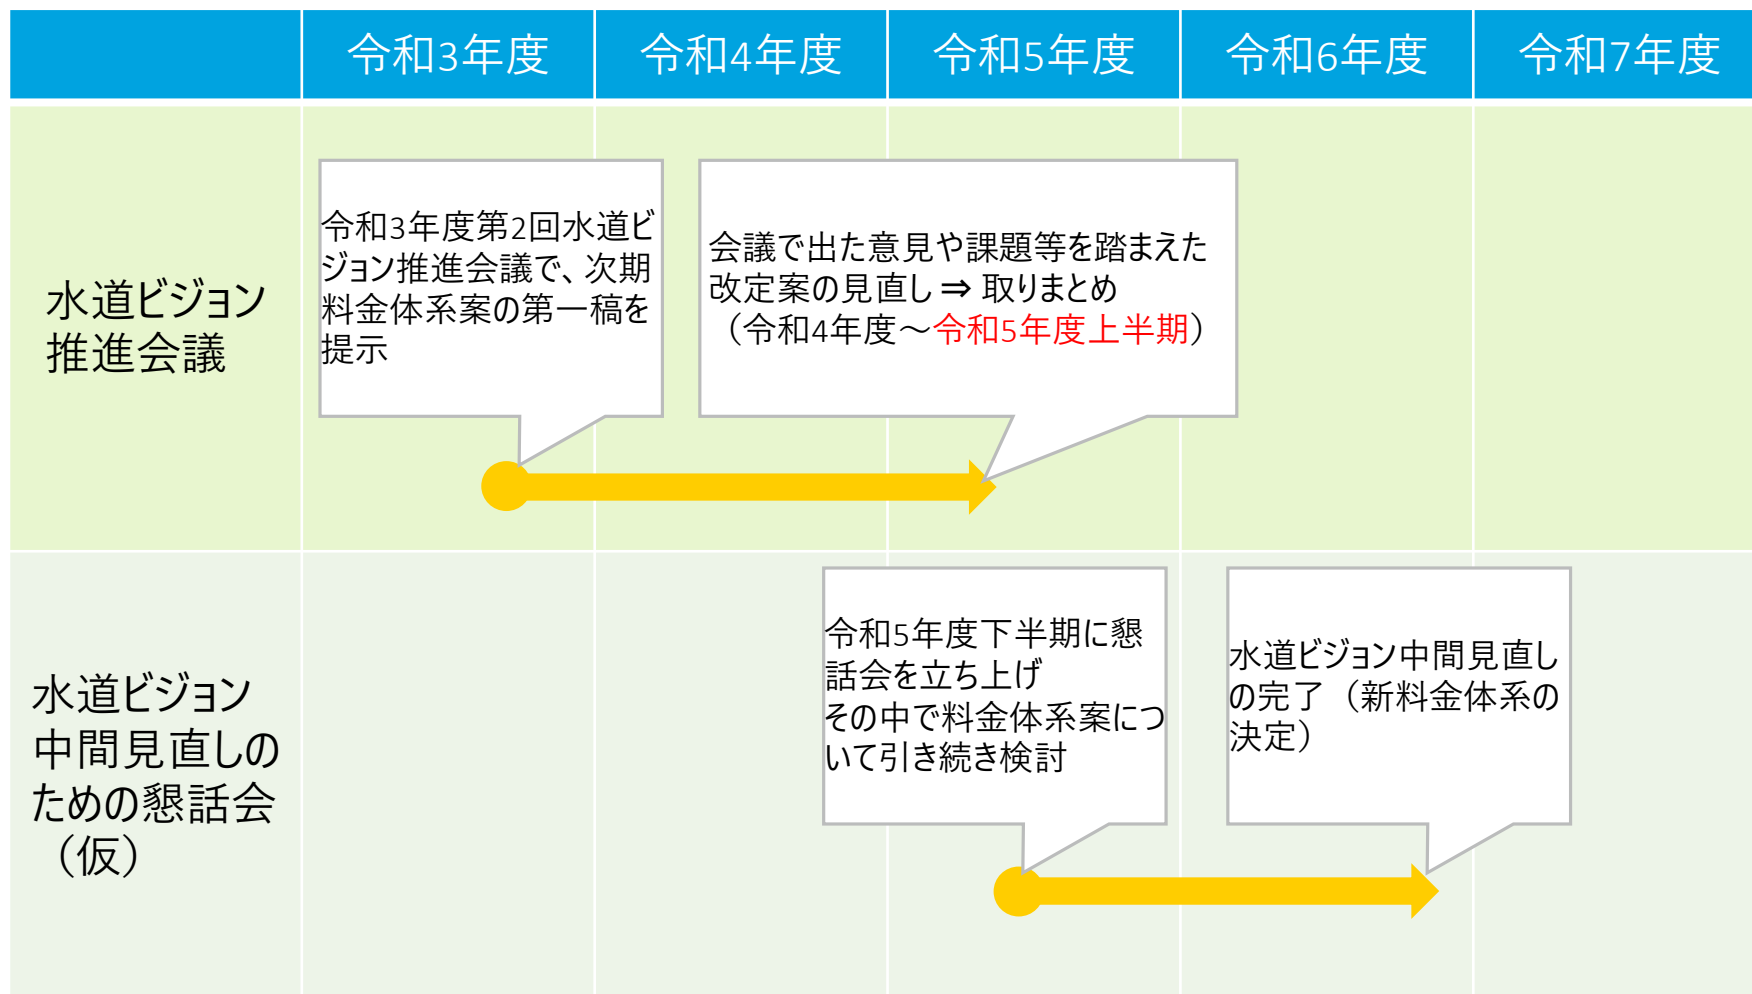 令和3年度
令和4年度
令和5年度
令和6年度
令和7年度
水道ビジョン
推進会議
令和3年度第2回水道ビ
ジョン推進会議で、次期
料金体系案の第一稿を
提示
会議で出た意見や課題等を踏まえた
改定案の見直し ⇒ 取りまとめ
（令和4年度～令和5年度上半期）
水道ビジョン
中間見直しの
ための懇話会
（仮）
令和5年度下半期に懇
話会を立ち上げ
その中で料金体系案につ
いて引き続き検討
水道ビジョン中間見直し
の完了（新料金体系の
決定）